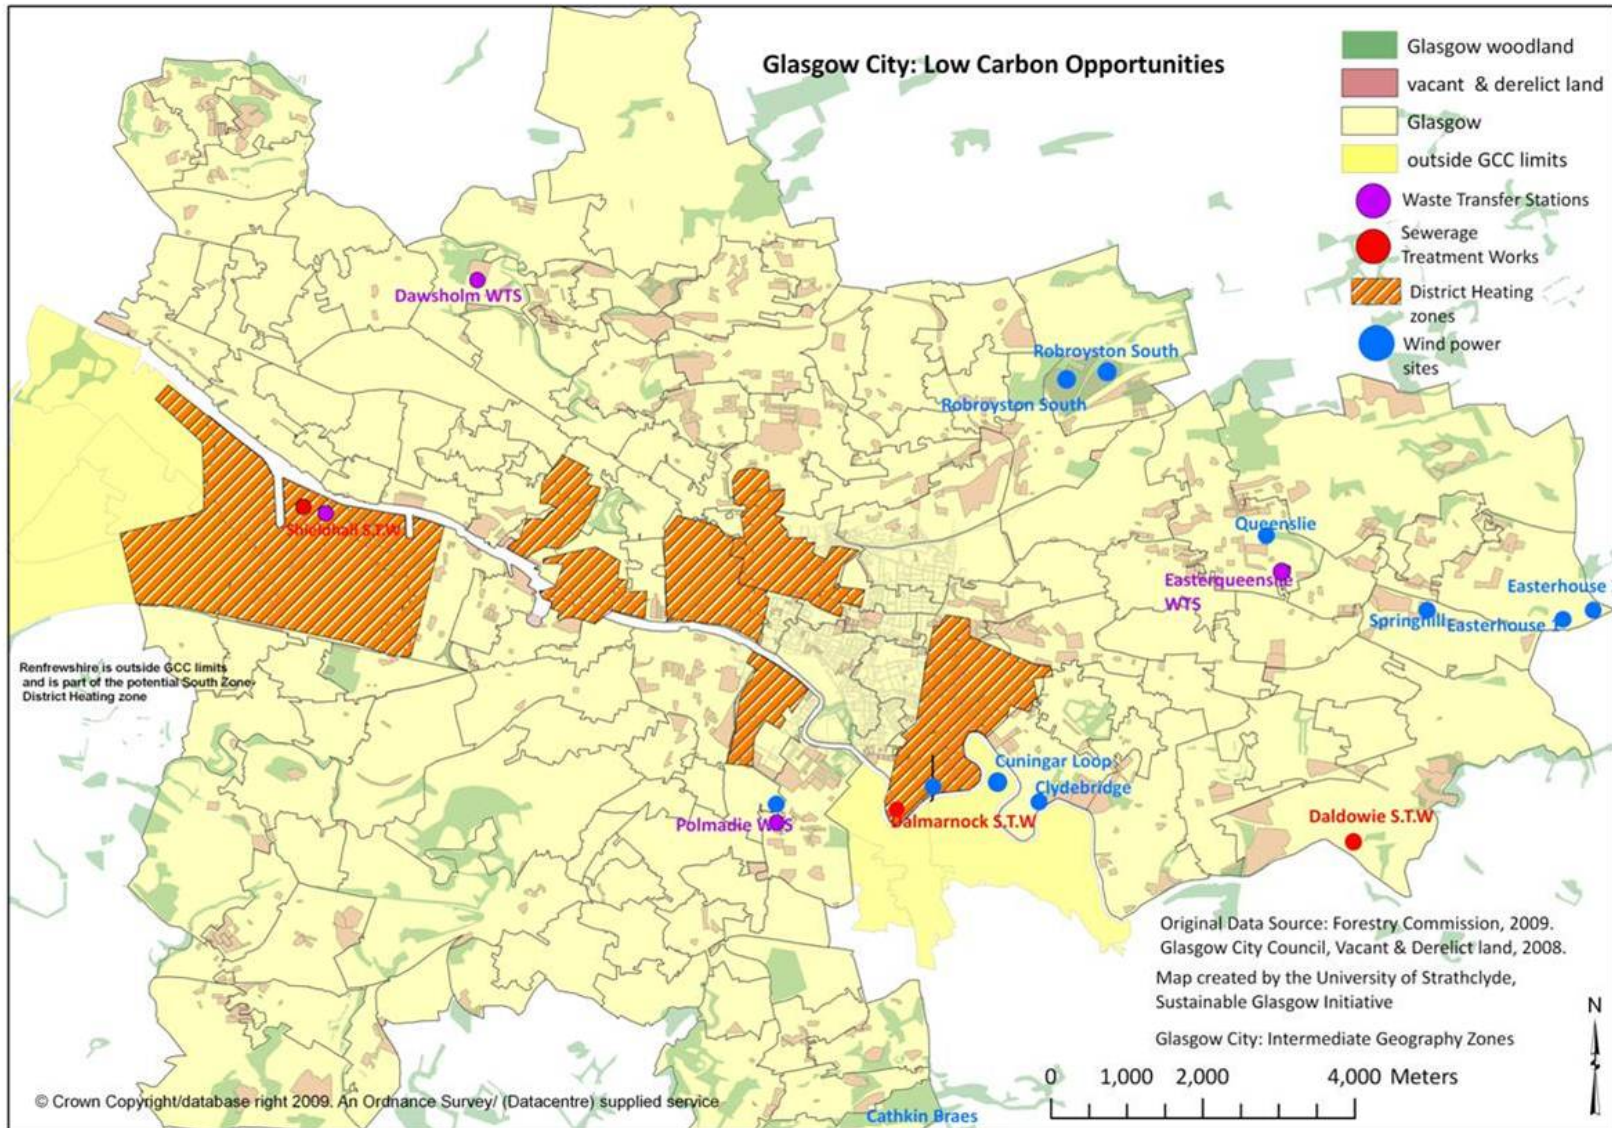 Glasgow City: Low Carbon Opportunities
Glasgow woodland
vacant & derelict land
Glasgow
outside GCC limits
Waste Transfer Stations
Sewerage
Treatment Works
District Heating
zones
Wind power
sites
Dawsholm WTS
Robroyston South
Robroyston South
Shieldhall S.T.W
Queenslie
Easterqueenslie
WTS
Easterhouse
Springhill
Easterhouse 1
Renfrewshire is outside GCC limits
and is part of the potential South Zone-
District Heating zone
Cuningar Loop
Clydebridge
Polmadie WTS
Dalmarnock S.T.W
Daldowie S.T.W
Original Data Source: Forestry Commission, 2009.
Glasgow City Council, Vacant & Derelict land, 2008.
Map created by the University of Strathclyde,
Sustainable Glasgow Initiative
Glasgow City: Intermediate Geography Zones
N
0 1,000 2,000 4,000 Meters
© Crown Copyright/database right 2009. An Ordnance Survey/ (Datacentre) supplied service
Cathkin Braes